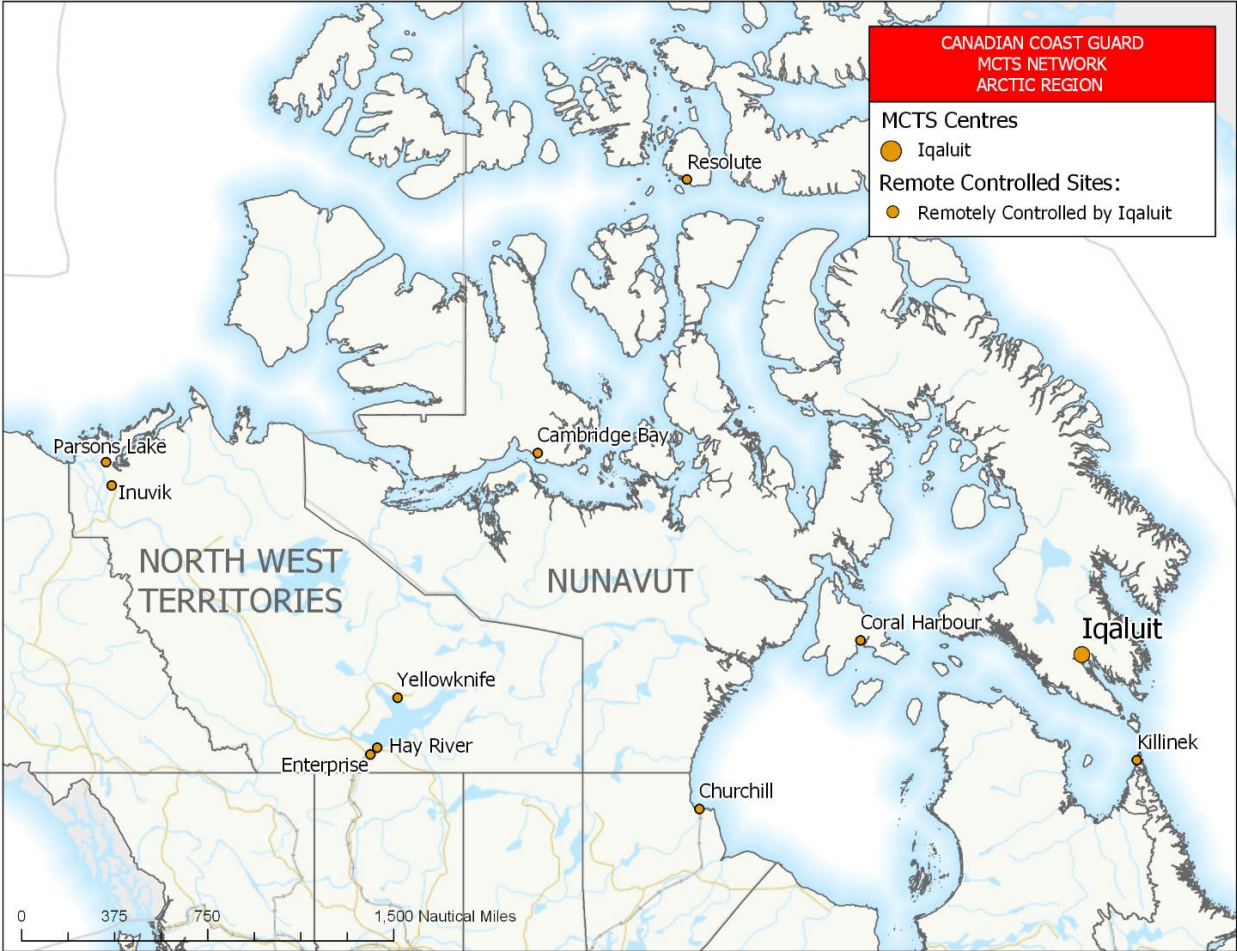 CANADIAN COAST GUARD
MCTS NETWORK
ARCTIC REGION
MCTS Centres
Iqaluit
Remote Controlled Sites:
Remotely Controlled by Iqaluit
Resolute
Cambridge Bay
Parsons Lake
Inuvik
NORTH WEST
TERRITORIES
NUNAVUT
Coral Harbour
Iqaluit
Yellowknife
Hay River
Enterprise
Killinek
Churchill
0 375 750 1,500 Nautical Miles